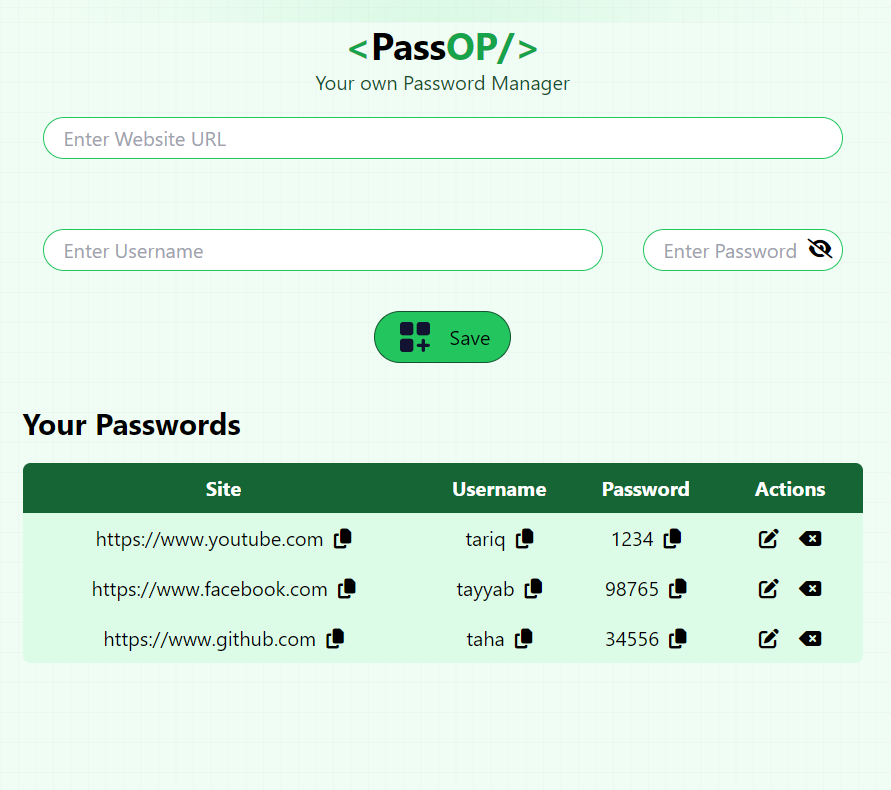 <PassOP/>
Your own Password Manager
Enter Website URL
Enter Username Enter Password
Save
Your Passwords
Site Username Password Actions
https://www.youtube.com tariq 1234
https://www.facebook.com tayyab 98765
https://www.github.com taha 34556